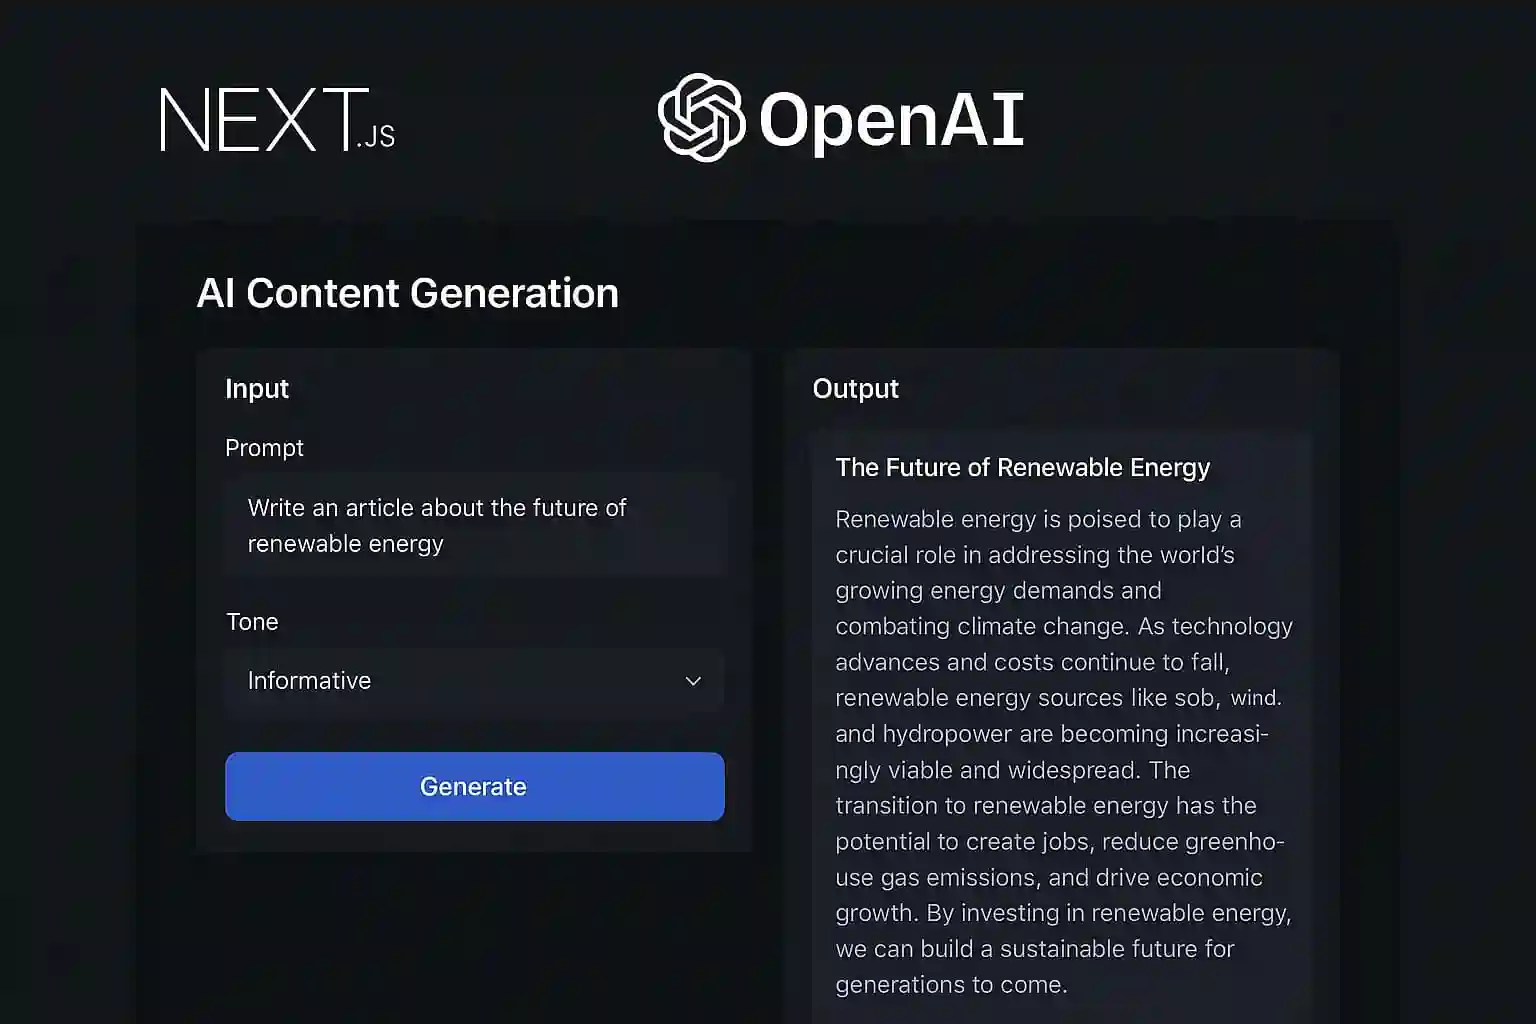 NEXT.JS
OpenAI
AI Content Generation
Input
Prompt
Write an article about the future of
renewable energy
Tone
Informative
Generate
Output
The Future of Renewable Energy
Renewable energy is poised to play a
crucial role in addressing the world's
growing energy demands and
combating climate change. As technology
advances and costs continue to fall,
renewable energy sources like sob, wind.
and hydropower are becoming increasi-
ngly viable and widespread. The
transition to renewable energy has the
potential to create jobs, reduce greenho-
use gas emissions, and drive economic
growth. By investing in renewable energy,
we can build a sustainable future for
generations to come.